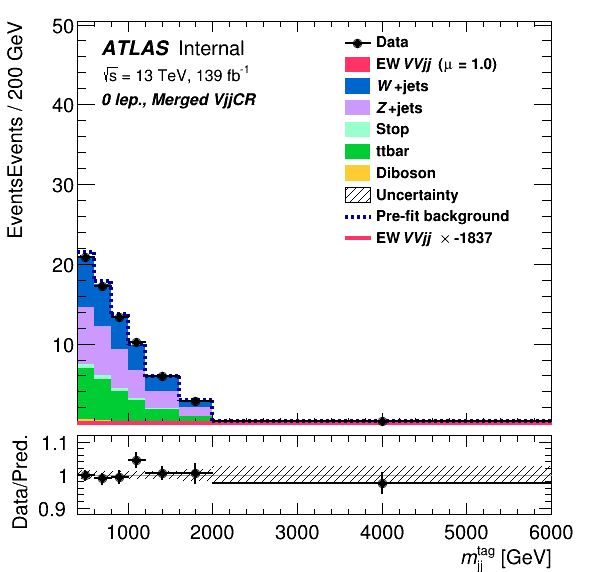 EventsEvents / 200 GeV
50
40
30
20
10
ATLAS Internal
√s = 13 TeV, 139 fb⁻¹
0 lep., Merged VjjCR
Data
EW VVjj (μ = 1.0)
W+jets
Z+jets
Stop
ttbar
Diboson
Uncertainty
Pre-fit background
EW VVjj × -1837
Data/Pred.
1.1
1
0.9
1000 2000 3000 4000 5000 6000
m_jj^tag [GeV]